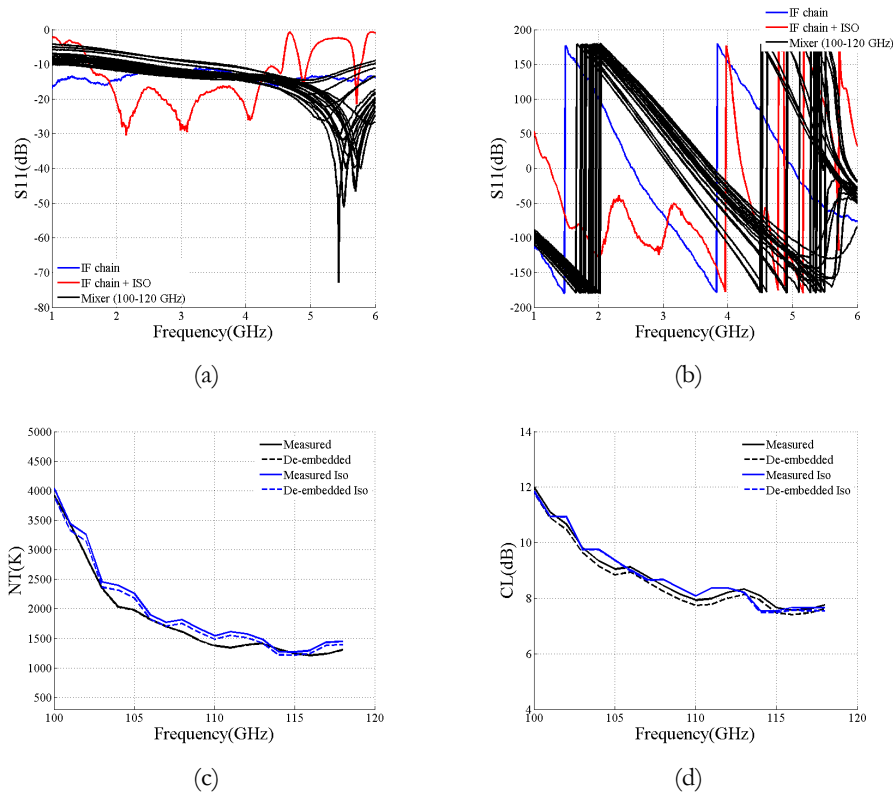 0
-10
-20
-30
-40
-50
-60
-70
-80
S11(dB)
1 2 3 4 5 6
Frequency(GHz)
IF chain
IF chain + ISO
Mixer (100-120 GHz)
(a)
200
150
100
50
0
-50
-100
-150
-200
S11(dB)
1 2 3 4 5 6
Frequency(GHz)
IF chain
IF chain + ISO
Mixer (100-120 GHz)
(b)
5000
4500
4000
3500
3000
2500
2000
1500
1000
500
NT(K)
100 105 110 115 120
Frequency(GHz)
Measured
De-embedded
Measured Iso
De-embedded Iso
(c)
14
12
10
8
6
4
CL(dB)
100 105 110 115 120
Frequency(GHz)
Measured
De-embedded
Measured Iso
De-embedded Iso
(d)